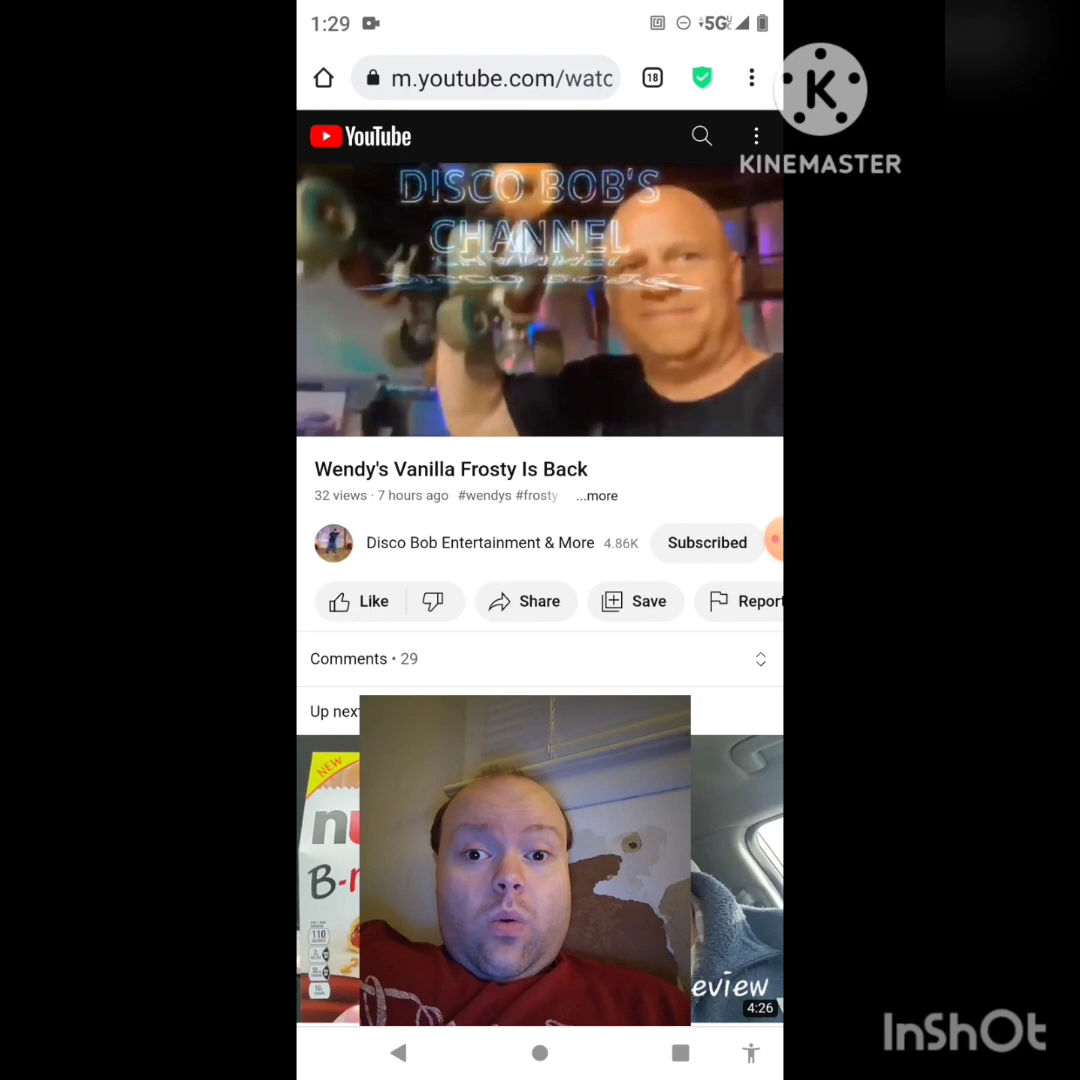 1:29
5G
m.youtube.com/watc
18
K
KINEMASTER
YouTube
DISCO BOB'S
CHANNEL
Wendy's Vanilla Frosty Is Back
32 views · 7 hours ago #wendys #frosty ...more
Disco Bob Entertainment & More 4.86K Subscribed
Like Share Save Report
Comments • 29
Up next
NEW
B-r
110
eview
4:26
InShOt